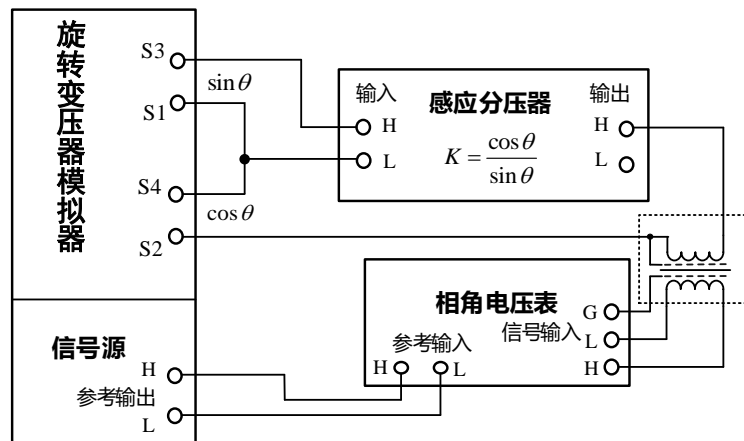 旋转变压器模拟器
S3
sinθ
S1
S4
cosθ
S2
输入
感应分压器
输出
H
L
K = cosθ / sinθ
H
L
信号源
H
参考输出
L
相角电压表
参考输入
H
L
信号输入
G
L
H